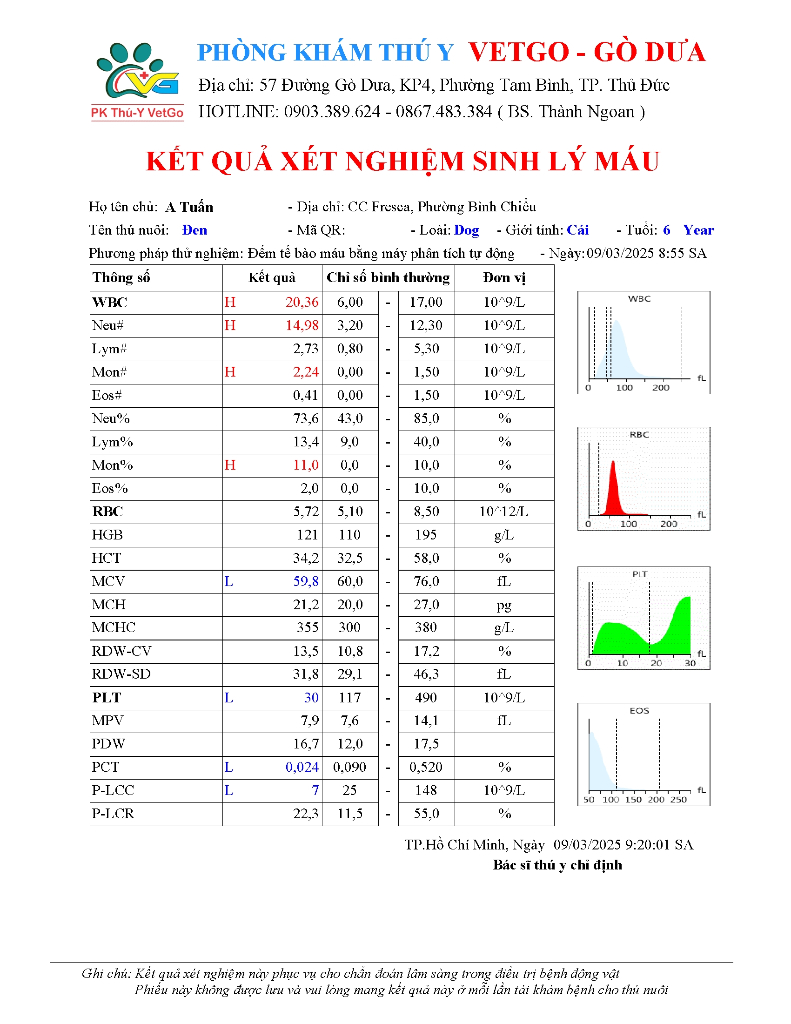 PHÒNG KHÁM THÚ Y VETGO - GÒ DƯA
Địa chỉ: 57 Đường Gò Dưa, KP4, Phường Tam Bình, TP. Thủ Đức
HOTLINE: 0903.389.624 - 0867.483.384 ( BS. Thành Ngoan )
VG
PK Thú-Y VetGo
KẾT QUẢ XÉT NGHIỆM SINH LÝ MÁU
Họ tên chủ: A Tuấn - Địa chỉ: CC Fresca, Phường Bình Chiểu
Tên thú nuôi: Đen - Mã QR: - Loài: Dog - Giới tính: Cái - Tuổi: 6 Year
Phương pháp thử nghiệm: Đếm tế bào máu bằng máy phân tích tự động - Ngày: 09/03/2025 8:55 SA
Thông số Kết quả Chỉ số bình thường Đơn vị
WBC H 20,36 6,00 - 17,00 10^9/L
Neu# H 14,98 3,20 - 12,30 10^9/L
Lym# 2,73 0,80 - 5,30 10^9/L
Mon# H 2,24 0,00 - 1,50 10^9/L
Eos# 0,41 0,00 - 1,50 10^9/L
Neu% 73,6 43,0 - 85,0 %
Lym% 13,4 9,0 - 40,0 %
Mon% H 11,0 0,0 - 10,0 %
Eos% 2,0 0,0 - 10,0 %
RBC 5,72 5,10 - 8,50 10^12/L
HGB 121 110 - 195 g/L
HCT 34,2 32,5 - 58,0 %
MCV L 59,8 60,0 - 76,0 fL
MCH 21,2 20,0 - 27,0 pg
MCHC 355 300 - 380 g/L
RDW-CV 13,5 10,8 - 17,2 %
RDW-SD 31,8 29,1 - 46,3 fL
PLT L 30 117 - 490 10^9/L
MPV 7,9 7,6 - 14,1 fL
PDW 16,7 12,0 - 17,5
PCT L 0,024 0,090 - 0,520 %
P-LCC L 7 25 - 148 10^9/L
P-LCR 22,3 11,5 - 55,0 %
WBC
fL
0 100 200
RBC
fL
0 100 200
PLT
fL
0 10 20 30
EOS
fL
50 100 150 200 250
TP.Hồ Chí Minh, Ngày 09/03/2025 9:20:01 SA
Bác sĩ thú y chỉ định
Ghi chú: Kết quả xét nghiệm này phục vụ cho chẩn đoán lâm sàng trong điều trị bệnh động vật
Phiếu này không được lưu và vui lòng mang kết quả này ở mỗi lần tái khám bệnh cho thú nuôi